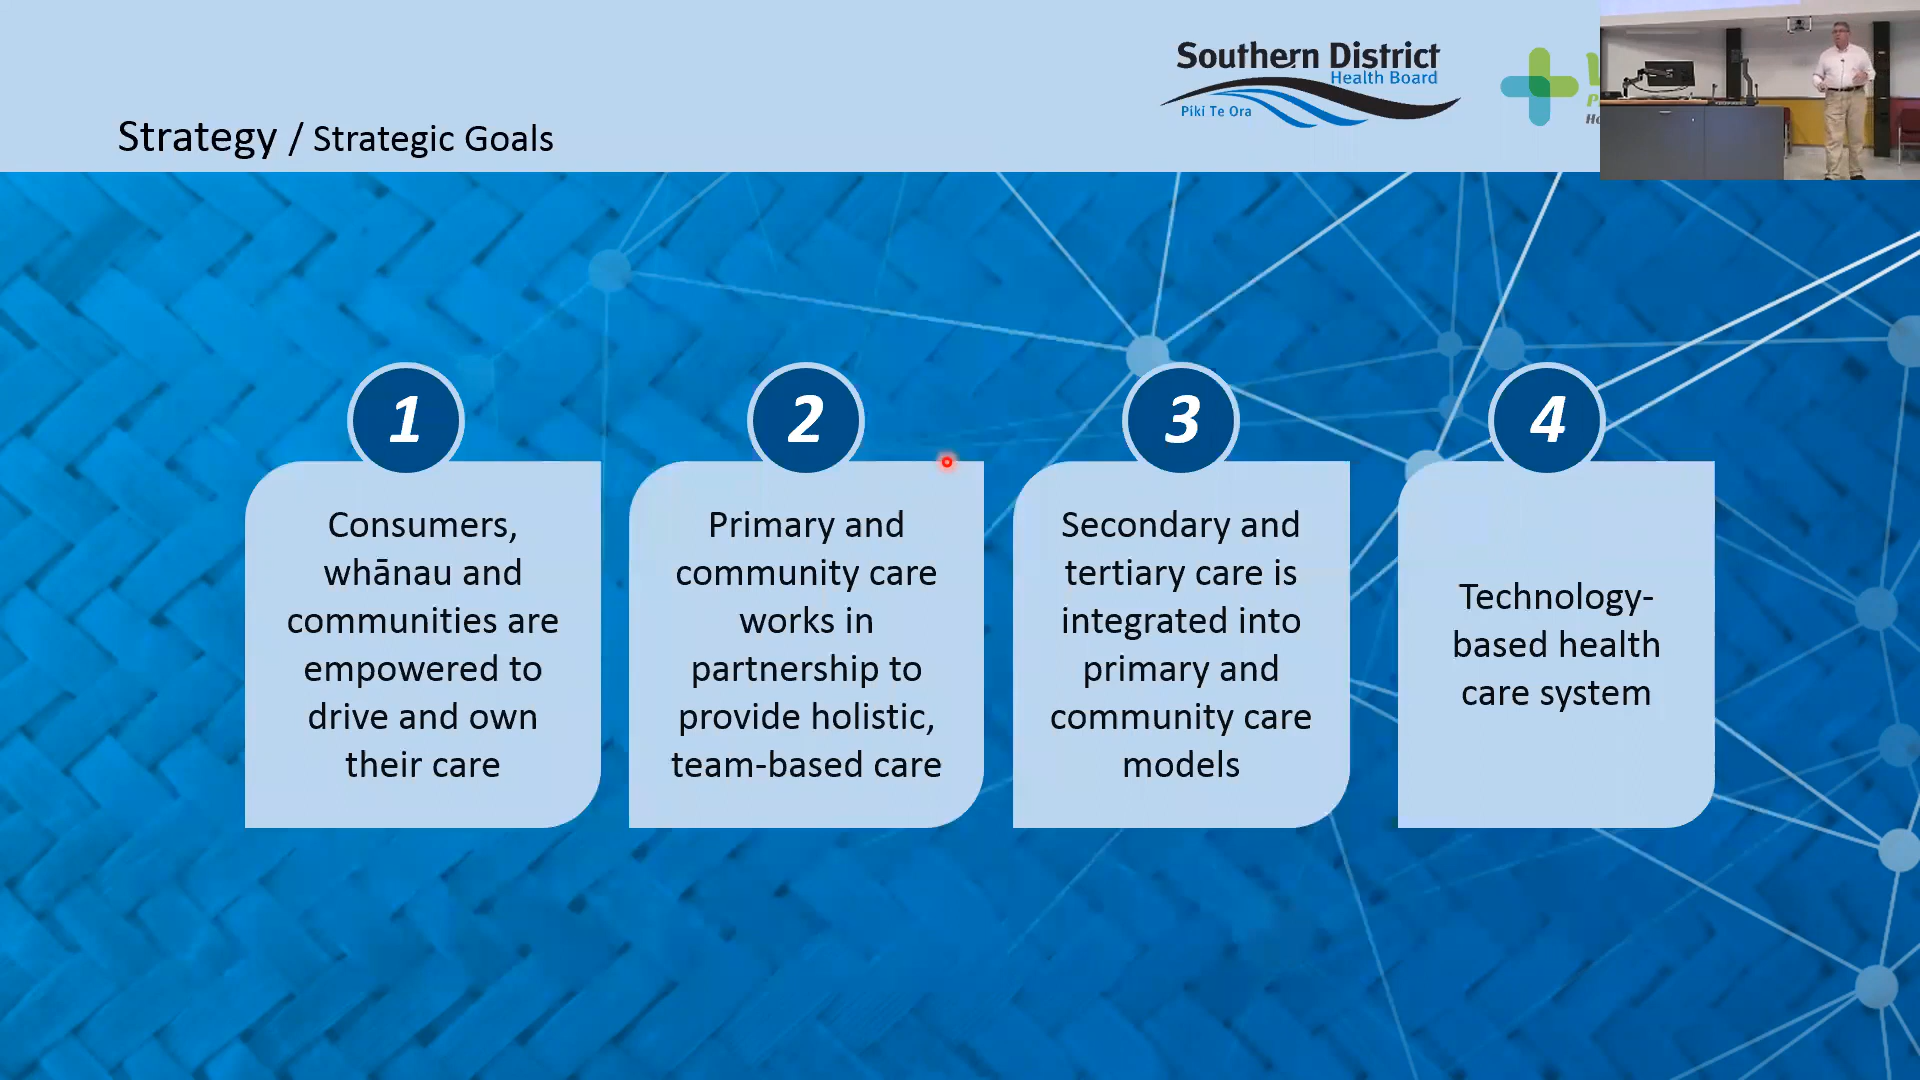 Southern District
Health Board
Piki Te Ora
Strategy / Strategic Goals
1
Consumers,
whānau and
communities are
empowered to
drive and own
their care
2
Primary and
community care
works in
partnership to
provide holistic,
team-based care
3
Secondary and
tertiary care is
integrated into
primary and
community care
models
4
Technology-
based health
care system